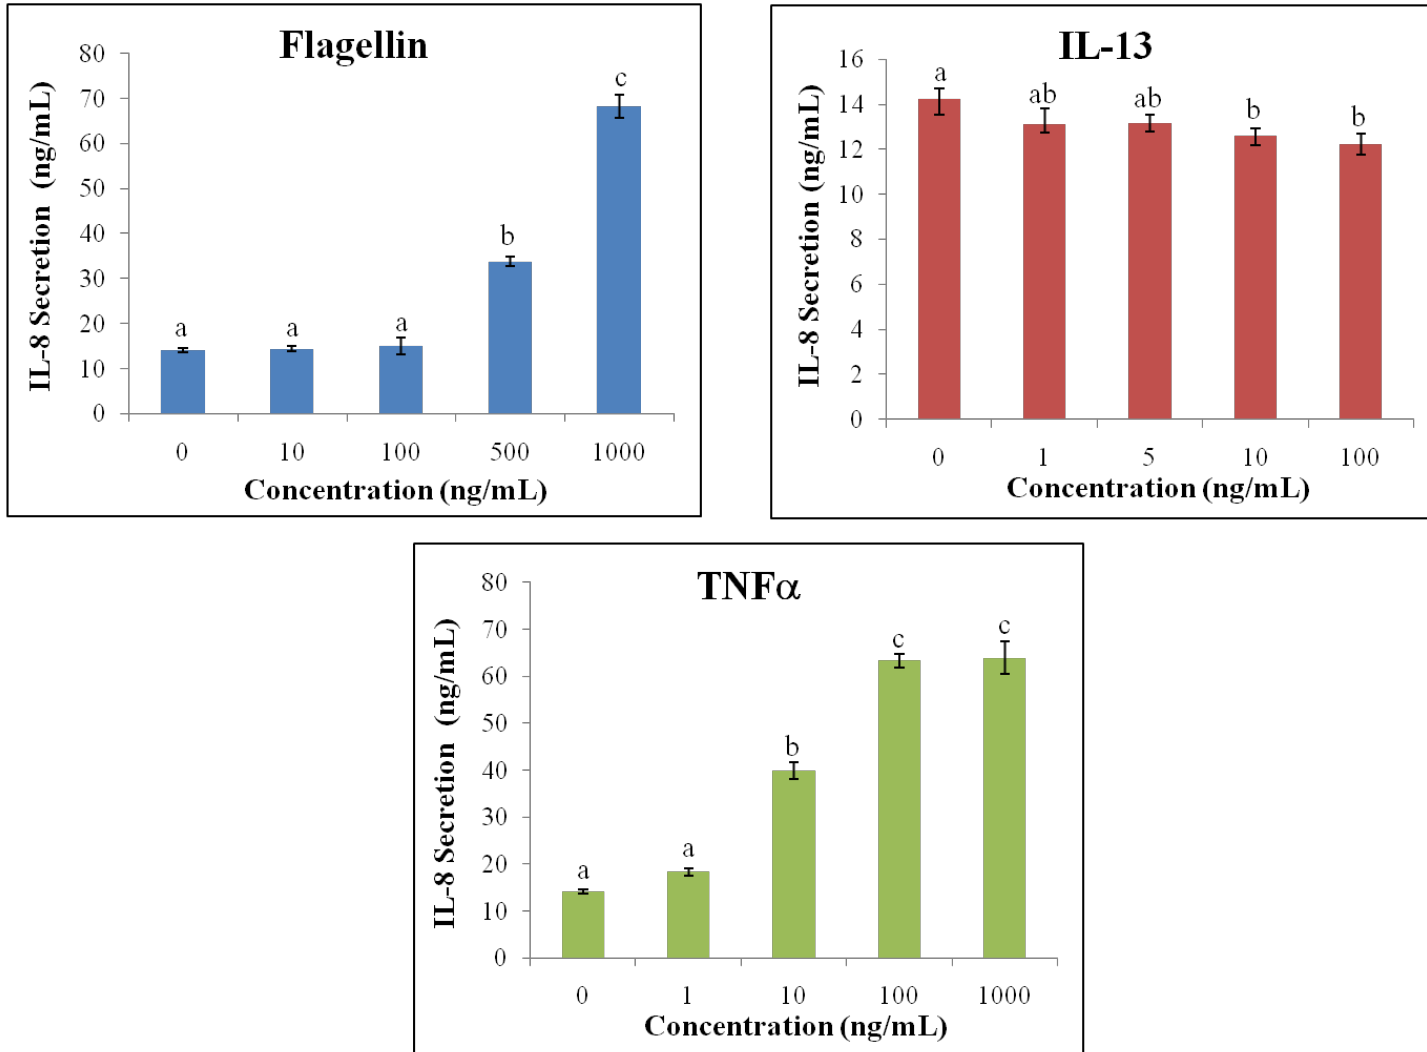 Flagellin
IL-8 Secretion (ng/mL)
80
70
60
50
40
30
20
10
0
a
a
a
b
c
0 10 100 500 1000
Concentration (ng/mL)
IL-13
IL-8 Secretion (ng/mL)
16
14
12
10
8
6
4
2
0
a
ab
ab
b
b
0 1 5 10 100
Concentration (ng/mL)
TNFα
IL-8 Secretion (ng/mL)
80
70
60
50
40
30
20
10
0
a
a
b
c
c
0 1 10 100 1000
Concentration (ng/mL)